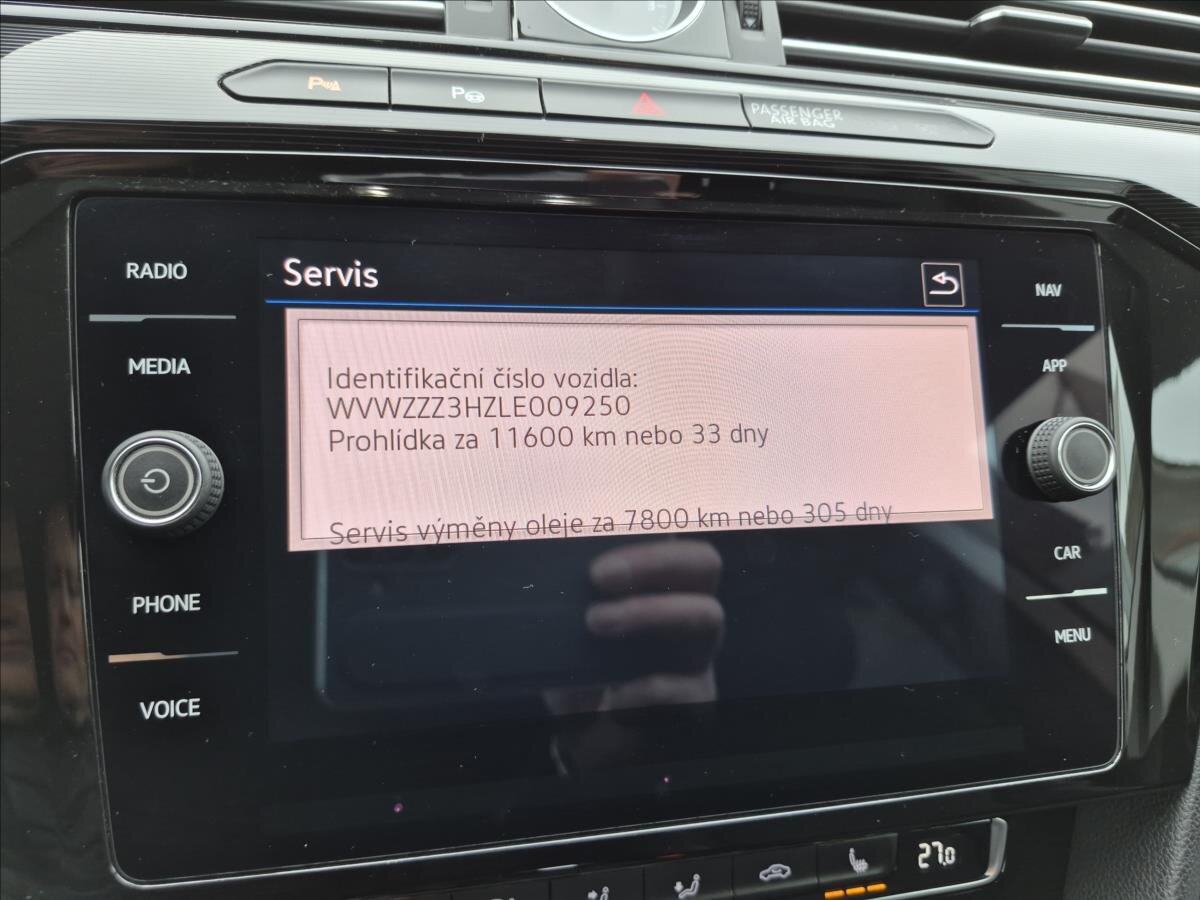 P
P
PASSENGER
AIR BAG
RADIO
MEDIA
PHONE
VOICE
Servis
Identifikační číslo vozidla:
WVWZZZ3HZLE009250
Prohlídka za 11600 km nebo 33 dny
Servis výměny oleje za 7800 km nebo 305 dny
NAV
APP
CAR
MENU
27.0